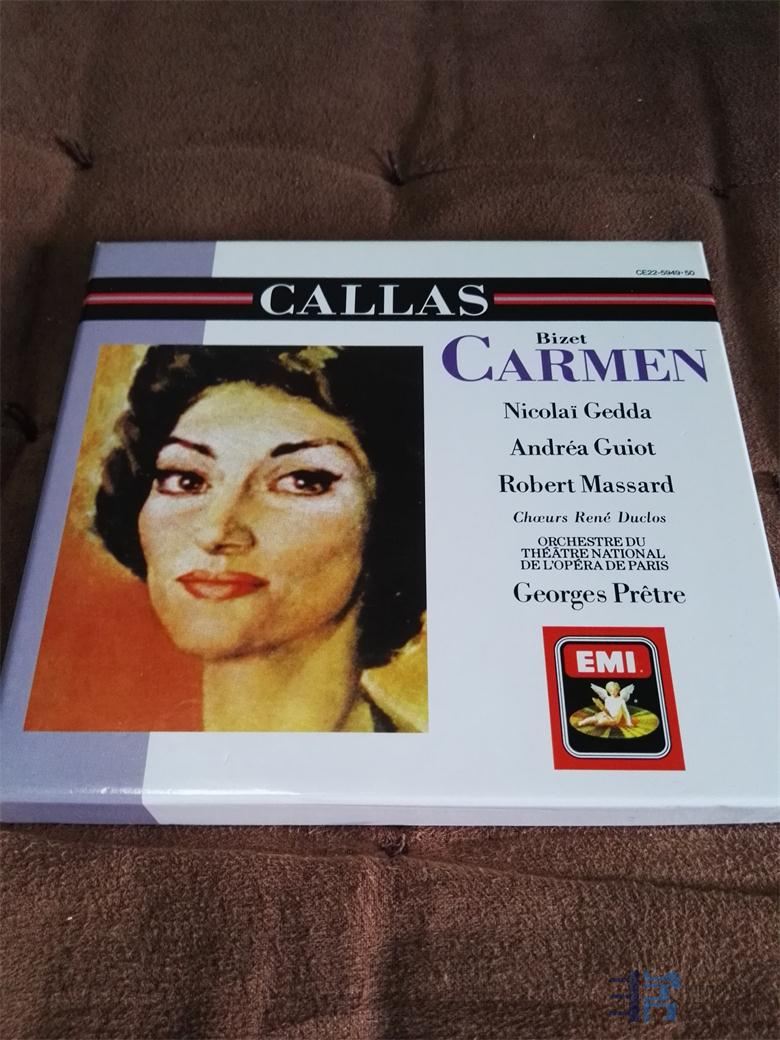 CE22-5949·50
CALLAS
Bizet
CARMEN
Nicolaï Gedda
Andréa Guiot
Robert Massard
Chœurs René Duclos
ORCHESTRE DU
THÉÂTRE NATIONAL
DE L'OPÉRA DE PARIS
Georges Prêtre
EMI